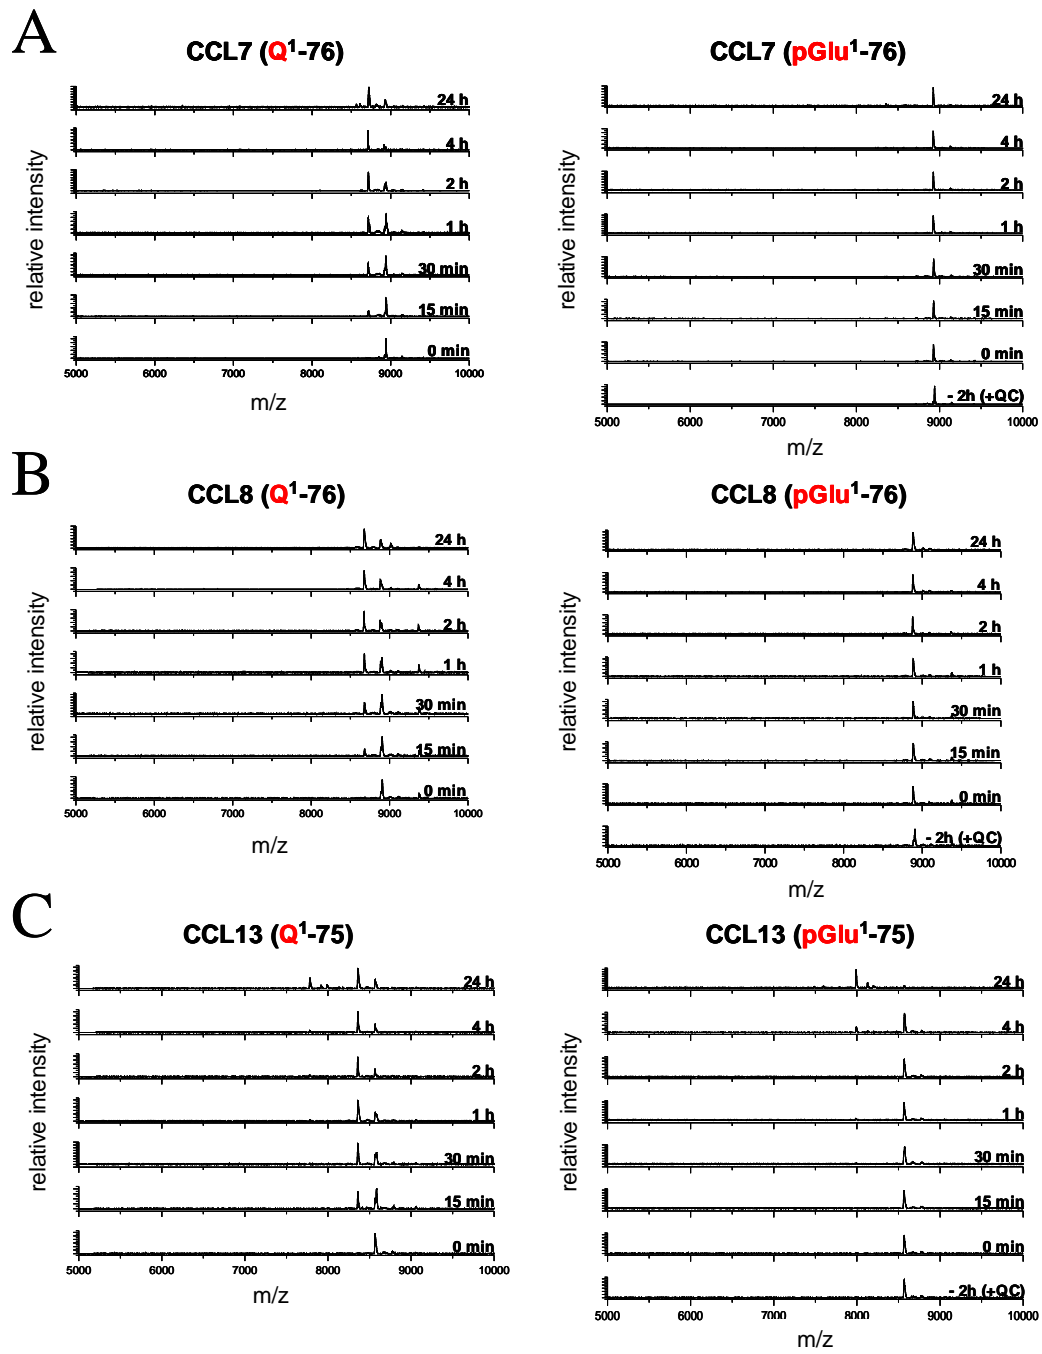 A
CCL7 (Q1-76)
24 h
4 h
2 h
1 h
30 min
15 min
0 min
relative intensity
5000 6000 7000 8000 9000 10000
m/z
CCL7 (pGlu1-76)
24 h
4 h
2 h
1 h
30 min
15 min
0 min
- 2h (+QC)
relative intensity
5000 6000 7000 8000 9000 10000
m/z
B
CCL8 (Q1-76)
24 h
4 h
2 h
1 h
30 min
15 min
0 min
relative intensity
5000 6000 7000 8000 9000 10000
m/z
CCL8 (pGlu1-76)
24 h
4 h
2 h
1 h
30 min
15 min
0 min
- 2h (+QC)
relative intensity
5000 6000 7000 8000 9000 10000
m/z
C
CCL13 (Q1-75)
24 h
4 h
2 h
1 h
30 min
15 min
0 min
relative intensity
5000 6000 7000 8000 9000 10000
m/z
CCL13 (pGlu1-75)
24 h
4 h
2 h
1 h
30 min
15 min
0 min
- 2h (+QC)
relative intensity
5000 6000 7000 8000 9000 10000
m/z